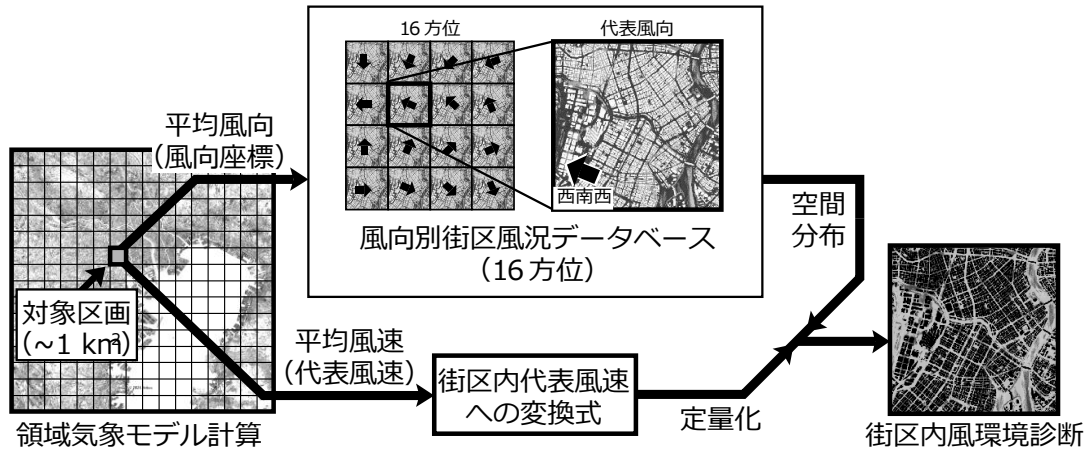 16 方位
代表風向
西南西
風向別街区風況データベース
（16 方位）
平均風向
（風向座標）
対象区画
(~1 km²)
領域気象モデル計算
平均風速
（代表風速）
街区内代表風速
への変換式
空間
分布
定量化
街区内風環境診断